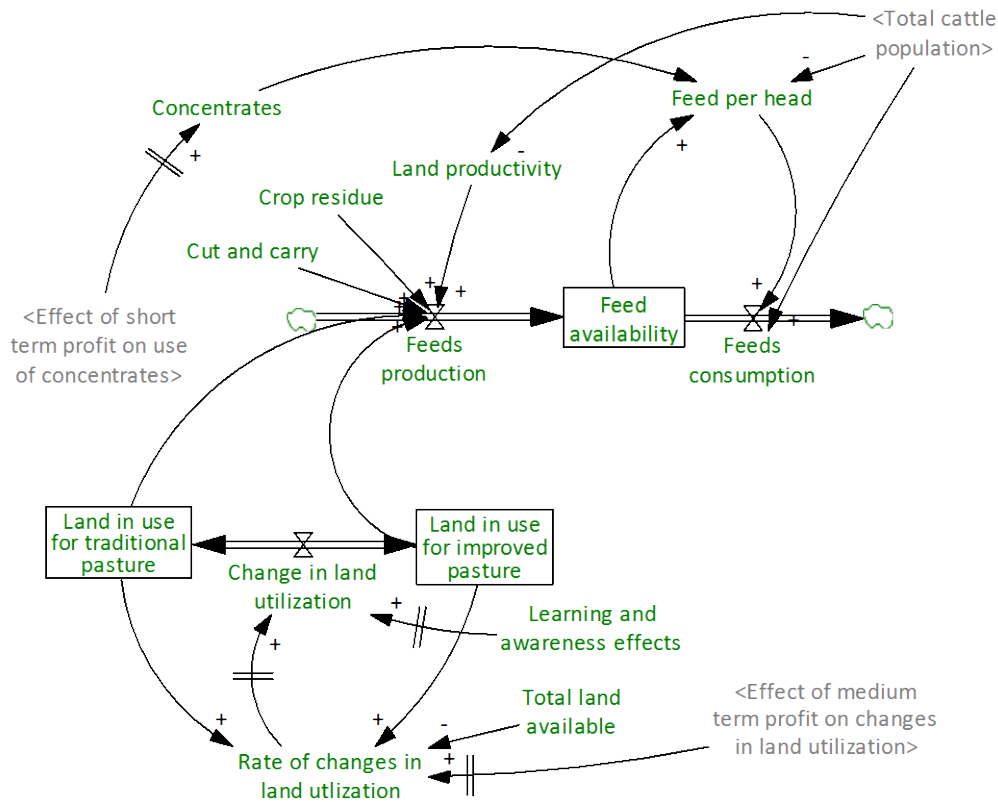 <Total cattle
population>
Concentrates
Feed per head
-
+
-
+
Land productivity
Crop residue
Cut and carry
+
+
+
+
+
+
+
<Effect of short
term profit on use
of concentrates>
Feeds
production
Feed
availability
Feeds
consumption
Land in use
for traditional
pasture
Land in use
for improved
pasture
Change in land
utilization
+
+
Learning and
awareness effects
+
+
-
+
Total land
available
<Effect of medium
term profit on changes
in land utilization>
Rate of changes in
land utlization